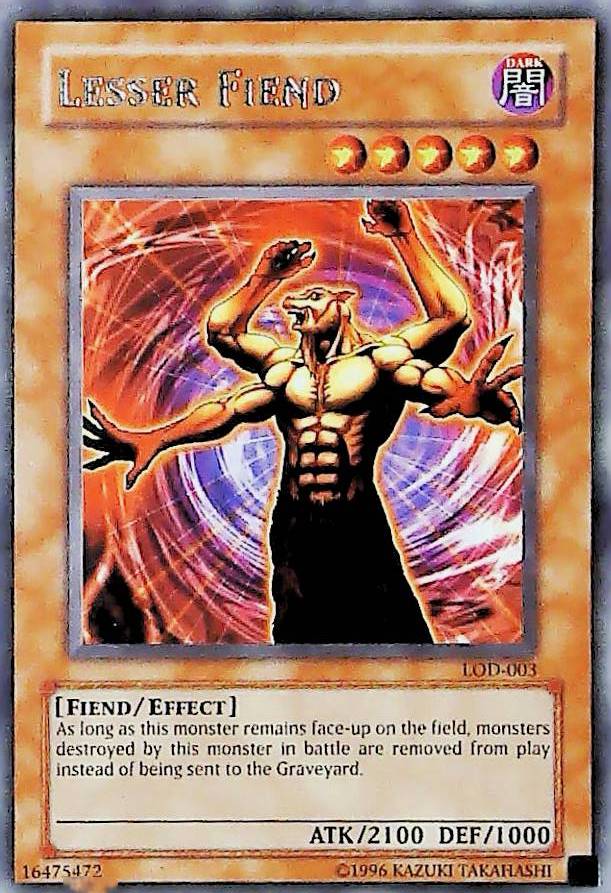 LESSER FIEND
DARK
闇
LOD-003
[FIEND/EFFECT]
As long as this monster remains face-up on the field, monsters
destroyed by this monster in battle are removed from play
instead of being sent to the Graveyard.
ATK/2100 DEF/1000
16475472
©1996 KAZUKI TAKAHASHI